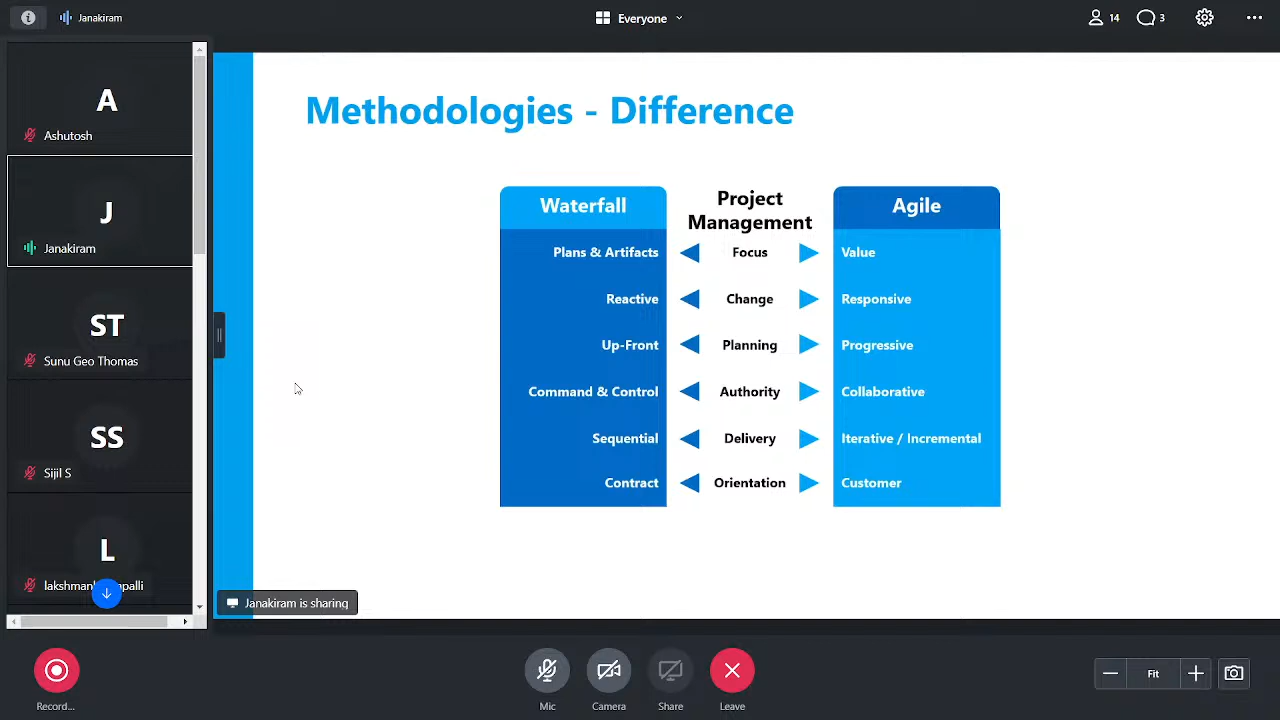 Janakiram
Everyone
14
3
A
Ashutosh
J
Janakiram
ST
Sunu Geo Thomas
SS
Sijil S
L
Methodologies - Difference
Waterfall
Project
Management
Agile
Plans & Artifacts
Focus
Value
Reactive
Change
Responsive
Up-Front
Planning
Progressive
Command & Control
Authority
Collaborative
Sequential
Delivery
Iterative / Incremental
Contract
Orientation
Customer
Janakiram is sharing
Record...
Mic
Camera
Share
Leave
Fit